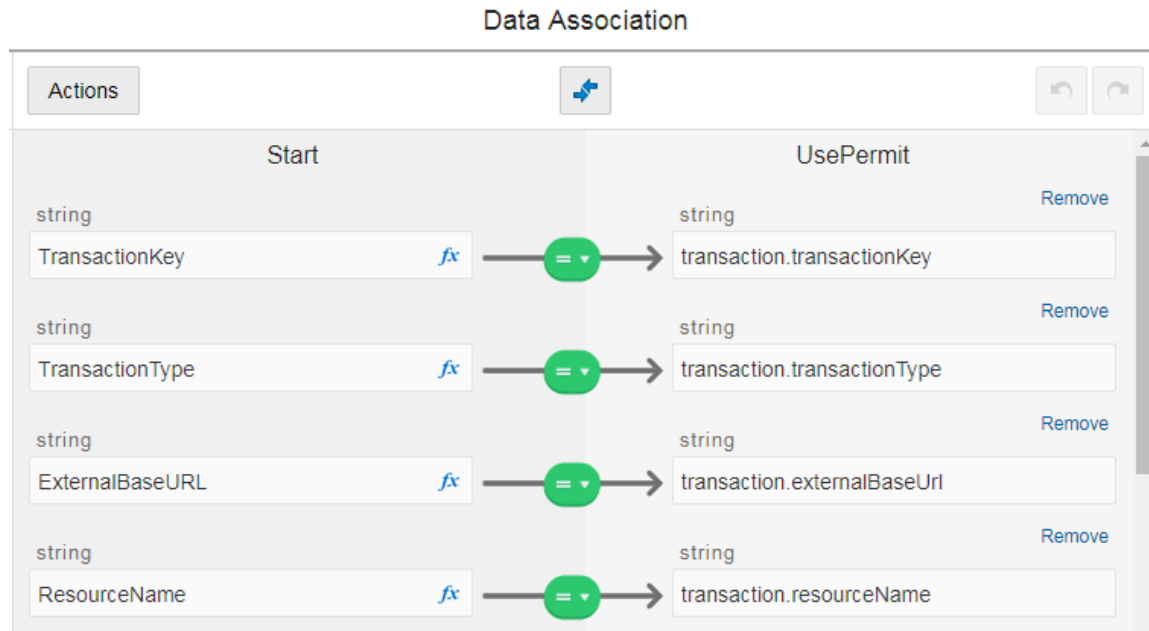 Data Association
Actions
Start UsePermit
Remove
string string
TransactionKey fx = transaction.transactionKey
Remove
string string
TransactionType fx = transaction.transactionType
Remove
string string
ExternalBaseURL fx = transaction.externalBaseUrl
Remove
string string
ResourceName fx = transaction.resourceName